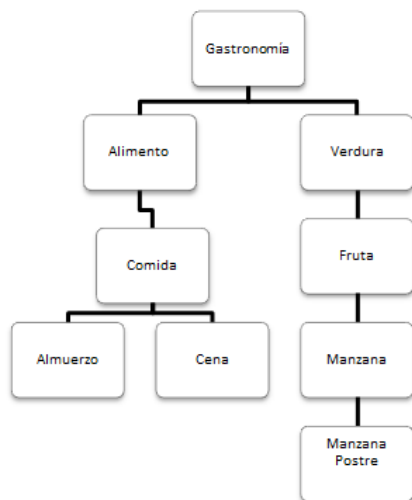 Gastronomía
Alimento
Verdura
Comida
Fruta
Almuerzo
Cena
Manzana
Manzana
Postre